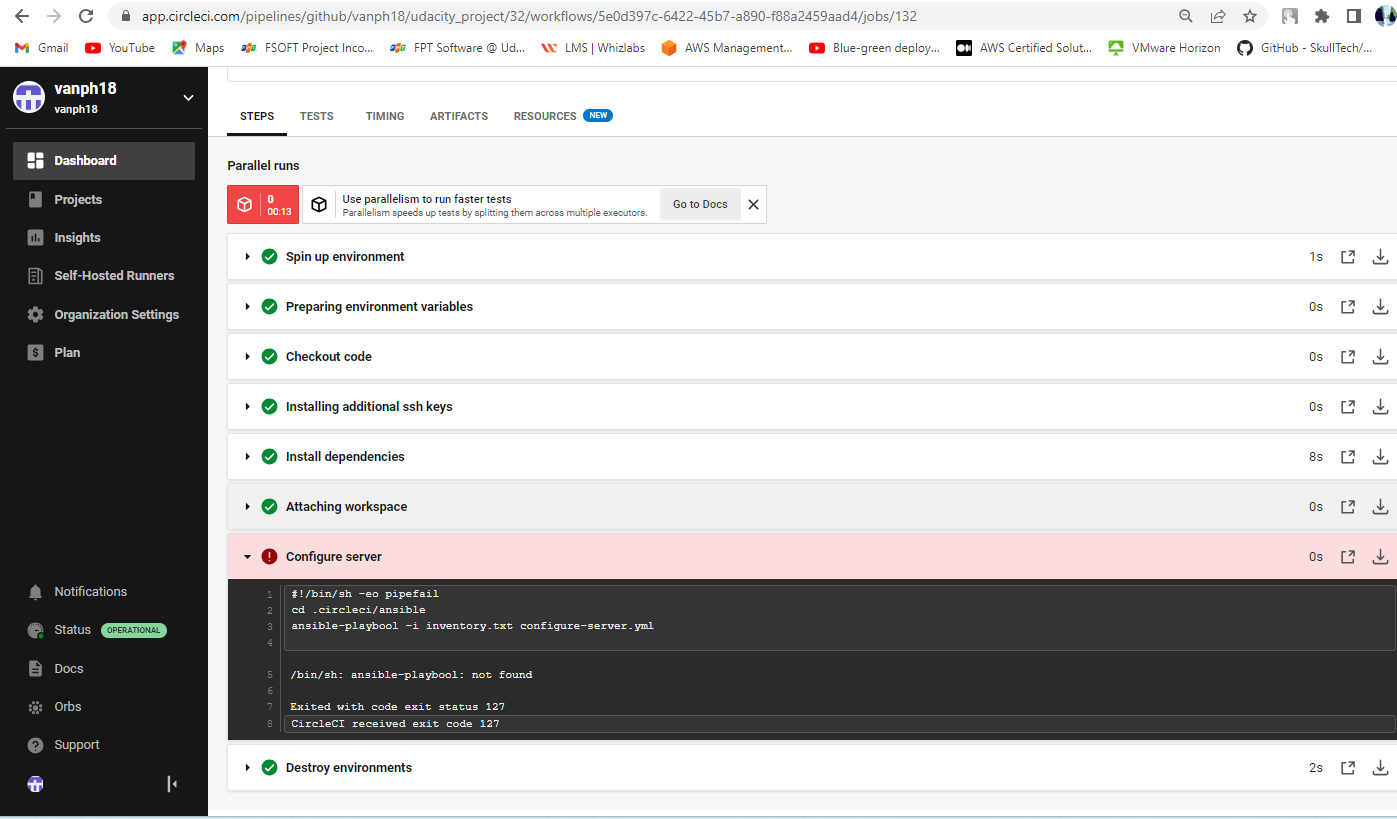 app.circleci.com/pipelines/github/vanph18/udacity_project/32/workflows/5e0d397c-6422-45b7-a890-f88a2459aad4/jobs/132
Gmail YouTube Maps FSOFT Project Inco... FPT Software @ Ud... LMS | Whizlabs AWS Management... Blue-green deploy... AWS Certified Solut... VMware Horizon GitHub - SkullTech/...
vanph18
vanph18
Dashboard
Projects
Insights
Self-Hosted Runners
Organization Settings
Plan
Notifications
Status OPERATIONAL
Docs
Orbs
Support
STEPS TESTS TIMING ARTIFACTS RESOURCES NEW
Parallel runs
0
00:13
Use parallelism to run faster tests
Parallelism speeds up tests by splitting them across multiple executors.
Go to Docs
Spin up environment 1s
Preparing environment variables 0s
Checkout code 0s
Installing additional ssh keys 0s
Install dependencies 8s
Attaching workspace 0s
Configure server 0s
1 #!/bin/sh -eo pipefail
2 cd .circleci/ansible
3 ansible-playbool -i inventory.txt configure-server.yml
4
5 /bin/sh: ansible-playbool: not found
6
7 Exited with code exit status 127
8 CircleCI received exit code 127
Destroy environments 2s